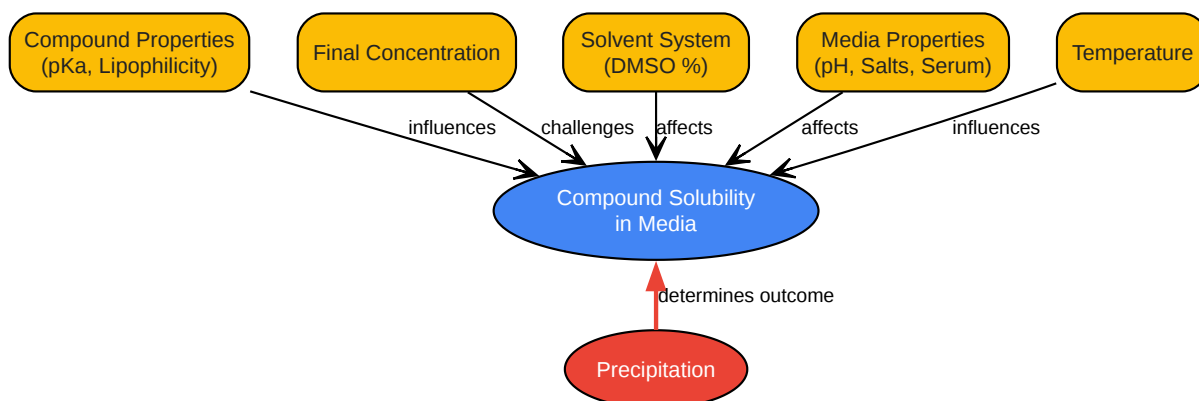 Compound Properties
(pKa, Lipophilicity)
Final Concentration
Solvent System
(DMSO %)
Media Properties
(pH, Salts, Serum)
Temperature
influences
challenges
affects
affects
influences
Compound Solubility
in Media
determines outcome
Precipitation